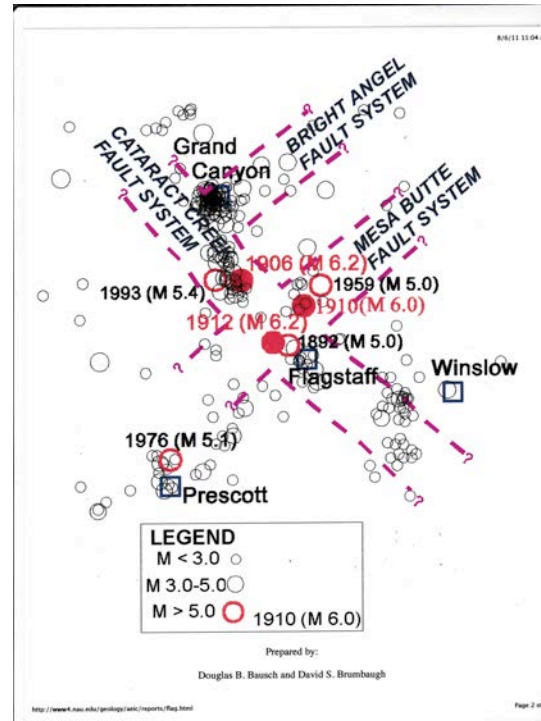 8/6/11 11:04
BRIGHT ANGEL
FAULT SYSTEM
Grand
Canyon
CATARACT CREEK
FAULT SYSTEM
MESA BUTTE
FAULT SYSTEM
?
?
?
?
?
?
?
?
?
?
1906 (M 6.2)
1959 (M 5.0)
1993 (M 5.4)
1910(M 6.0)
1912 (M 6.2)
1892 (M 5.0)
Flagstaff
Winslow
1976 (M 5.1)
Prescott
LEGEND
M < 3.0
M 3.0-5.0
M > 5.0
1910 (M 6.0)
Prepared by:
Douglas B. Bausch and David S. Brumbaugh
http://www4.nau.edu/geology/aeic/reports/flag.html
Page 2 o